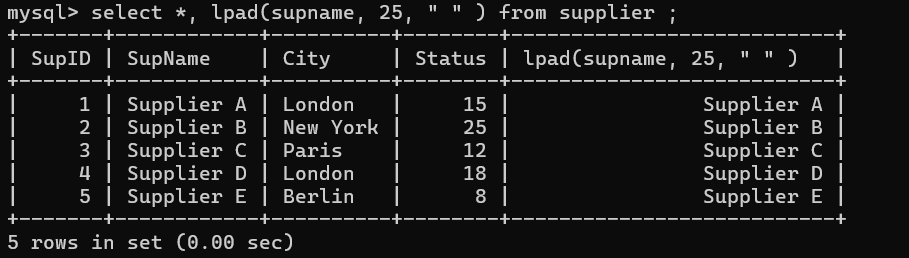 mysql> select *, lpad(supname, 25, " " ) from supplier ;
+-------+------------+----------+--------+---------------------------+
| SupID | SupName    | City     | Status | lpad(supname, 25, " " )   |
+-------+------------+----------+--------+---------------------------+
|     1 | Supplier A | London   |     15 |                Supplier A |
|     2 | Supplier B | New York |     25 |                Supplier B |
|     3 | Supplier C | Paris    |     12 |                Supplier C |
|     4 | Supplier D | London   |     18 |                Supplier D |
|     5 | Supplier E | Berlin   |      8 |                Supplier E |
+-------+------------+----------+--------+---------------------------+
5 rows in set (0.00 sec)